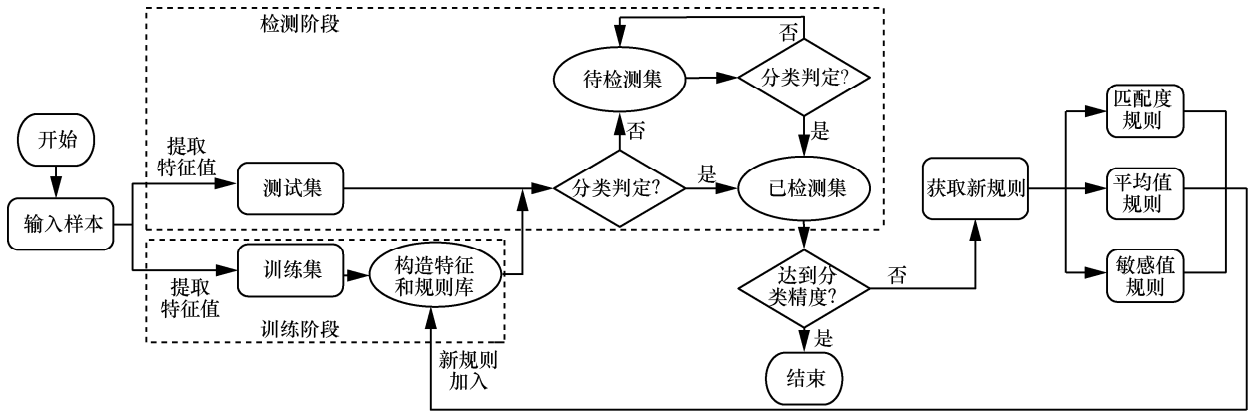 检测阶段
否
待检测集
分类判定?
匹配度
规则
开始
提取
特征值
否
是
测试集
分类判定?
是
已检测集
获取新规则
平均值
规则
输入样本
训练集
构造特征
和规则库
达到分
类精度?
否
敏感值
规则
提取
特征值
训练阶段
是
新规则
加入
结束